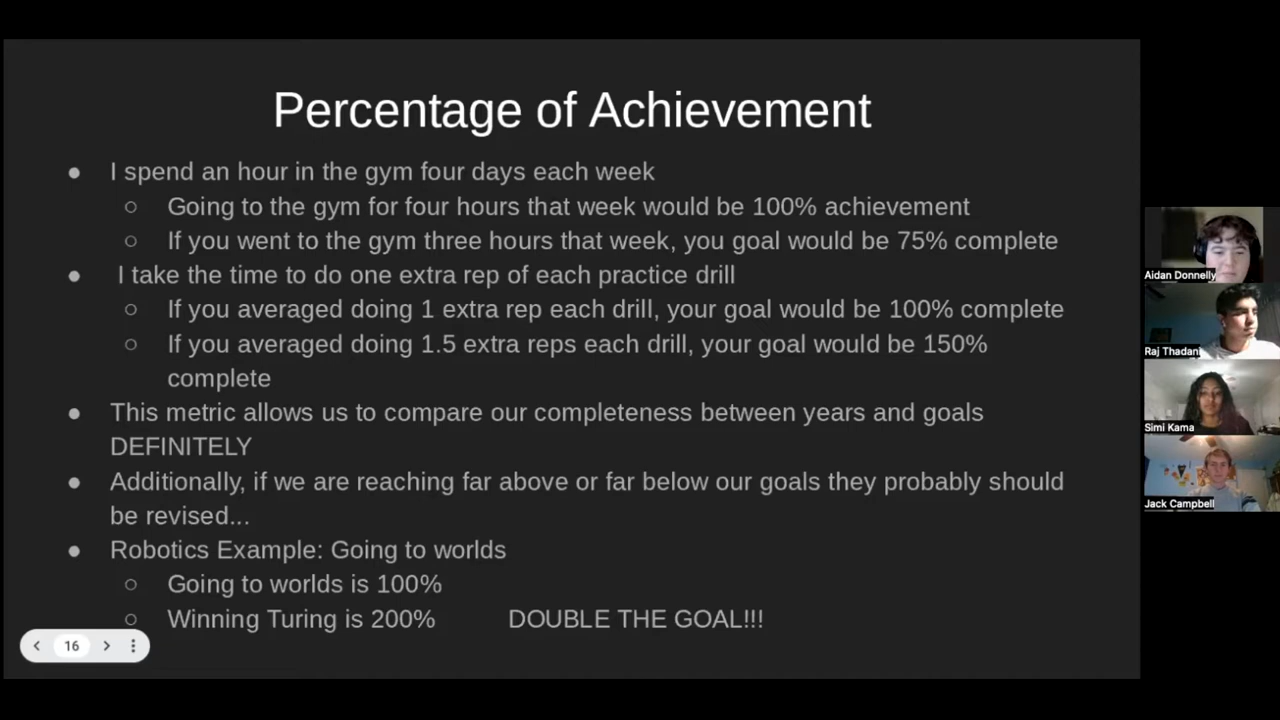 Percentage of Achievement
● I spend an hour in the gym four days each week
○ Going to the gym for four hours that week would be 100% achievement
○ If you went to the gym three hours that week, you goal would be 75% complete
● I take the time to do one extra rep of each practice drill
○ If you averaged doing 1 extra rep each drill, your goal would be 100% complete
○ If you averaged doing 1.5 extra reps each drill, your goal would be 150%
complete
● This metric allows us to compare our completeness between years and goals
DEFINITELY
● Additionally, if we are reaching far above or far below our goals they probably should
be revised...
● Robotics Example: Going to worlds
○ Going to worlds is 100%
○ Winning Turing is 200% DOUBLE THE GOAL!!!
16
Aidan Donnelly
Raj Thadani
Simi Kama
Jack Campbell